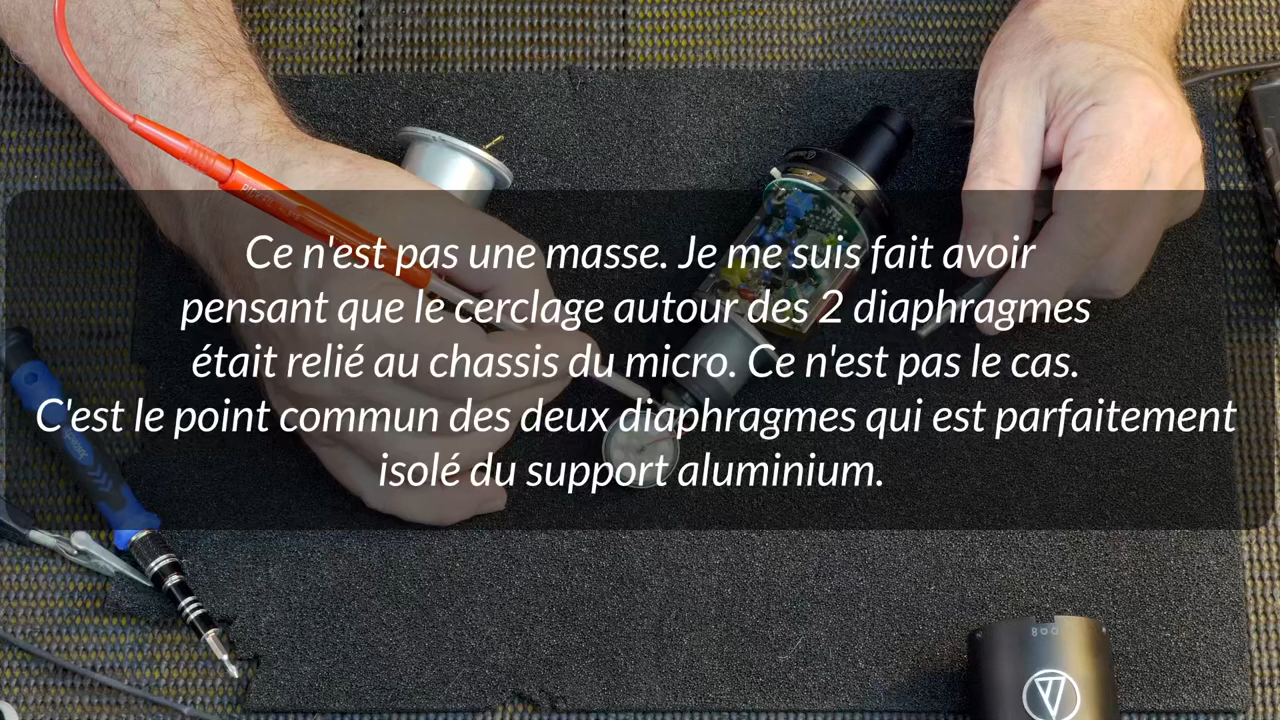 Ce n'est pas une masse. Je me suis fait avoir
pensant que le cerclage autour des 2 diaphragmes
était relié au chassis du micro. Ce n'est pas le cas.
C'est le point commun des deux diaphragmes qui est parfaitement
isolé du support aluminium.